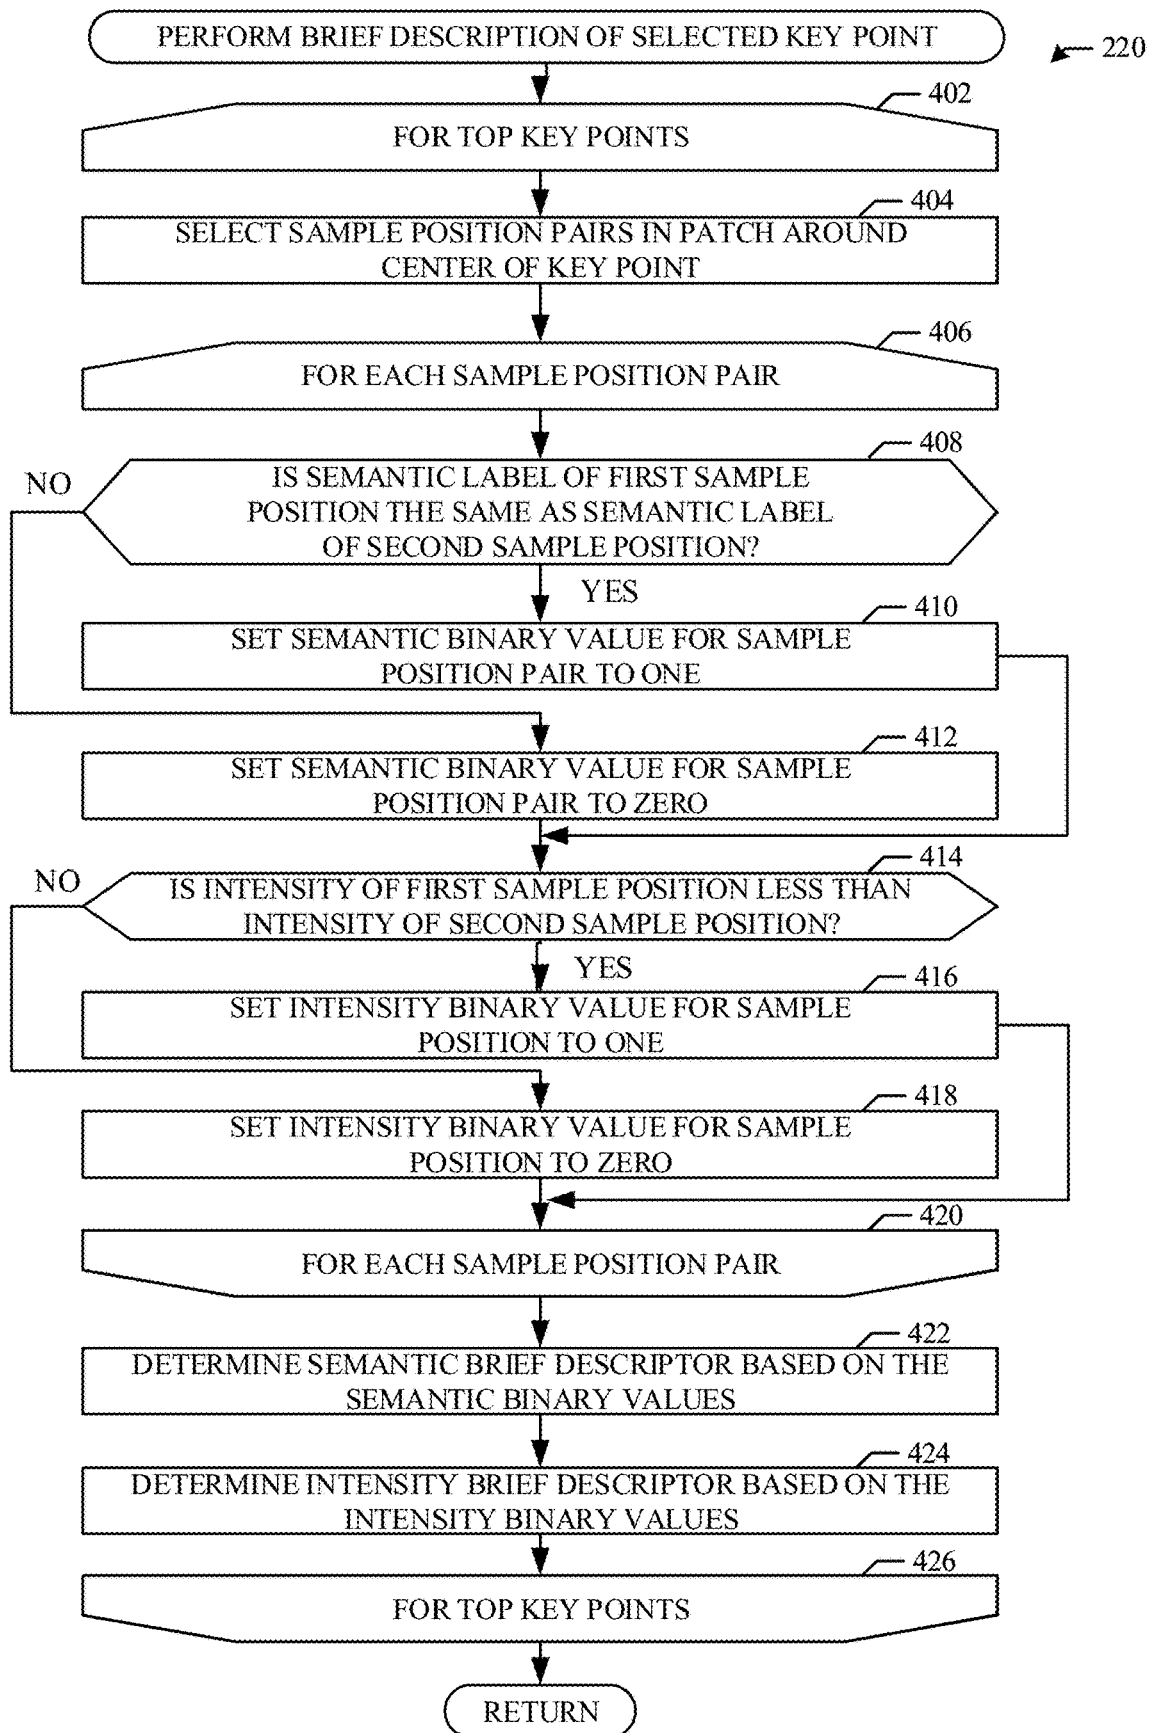 PERFORM BRIEF DESCRIPTION OF SELECTED KEY POINT
220
402
FOR TOP KEY POINTS
404
SELECT SAMPLE POSITION PAIRS IN PATCH AROUND
CENTER OF KEY POINT
406
FOR EACH SAMPLE POSITION PAIR
408
NO
IS SEMANTIC LABEL OF FIRST SAMPLE
POSITION THE SAME AS SEMANTIC LABEL
OF SECOND SAMPLE POSITION?
YES
410
SET SEMANTIC BINARY VALUE FOR SAMPLE
POSITION PAIR TO ONE
412
SET SEMANTIC BINARY VALUE FOR SAMPLE
POSITION PAIR TO ZERO
414
NO
IS INTENSITY OF FIRST SAMPLE POSITION LESS THAN
INTENSITY OF SECOND SAMPLE POSITION?
YES
416
SET INTENSITY BINARY VALUE FOR SAMPLE
POSITION TO ONE
418
SET INTENSITY BINARY VALUE FOR SAMPLE
POSITION TO ZERO
420
FOR EACH SAMPLE POSITION PAIR
422
DETERMINE SEMANTIC BRIEF DESCRIPTOR BASED ON THE
SEMANTIC BINARY VALUES
424
DETERMINE INTENSITY BRIEF DESCRIPTOR BASED ON THE
INTENSITY BINARY VALUES
426
FOR TOP KEY POINTS
RETURN